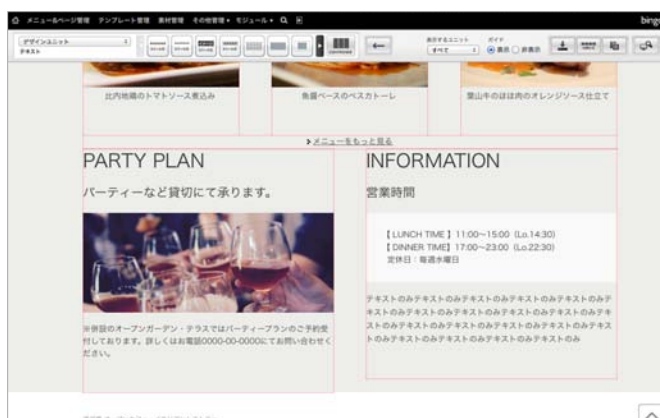 メニュー&ページ管理 テンプレート管理 素材管理 その他管理▾ モジュール▾
bingo
デザインユニット
テキスト
表示するユニット
すべて
ガイド
表示 非表示
比内地鶏のトマトソース煮込み
魚醤ベースのペスカトーレ
葉山牛のほほ肉のオレンジソース仕立て
メニューをもっと見る
PARTY PLAN
パーティーなど貸切にて承ります。
※併設のオープンガーデン・テラスではパーティープランのご予約受
付しております。詳しくはお電話0000-00-0000にてお問い合わせく
ださい。
INFORMATION
営業時間
【 LUNCH TIME 】11:00〜15:00（Lo.14:30）
【 DINNER TIME】17:00〜23:00（Lo.22:30）
定休日：毎週水曜日
テキストのみテキストのみテキストのみテキストのみテキストのみテ
キストのみテキストのみテキストのみテキストのみテキストのみテキ
ストのみテキストのみテキストのみテキストのみテキストのみテキス
トのみテキストのみテキストのみテキストのみテキストのみ